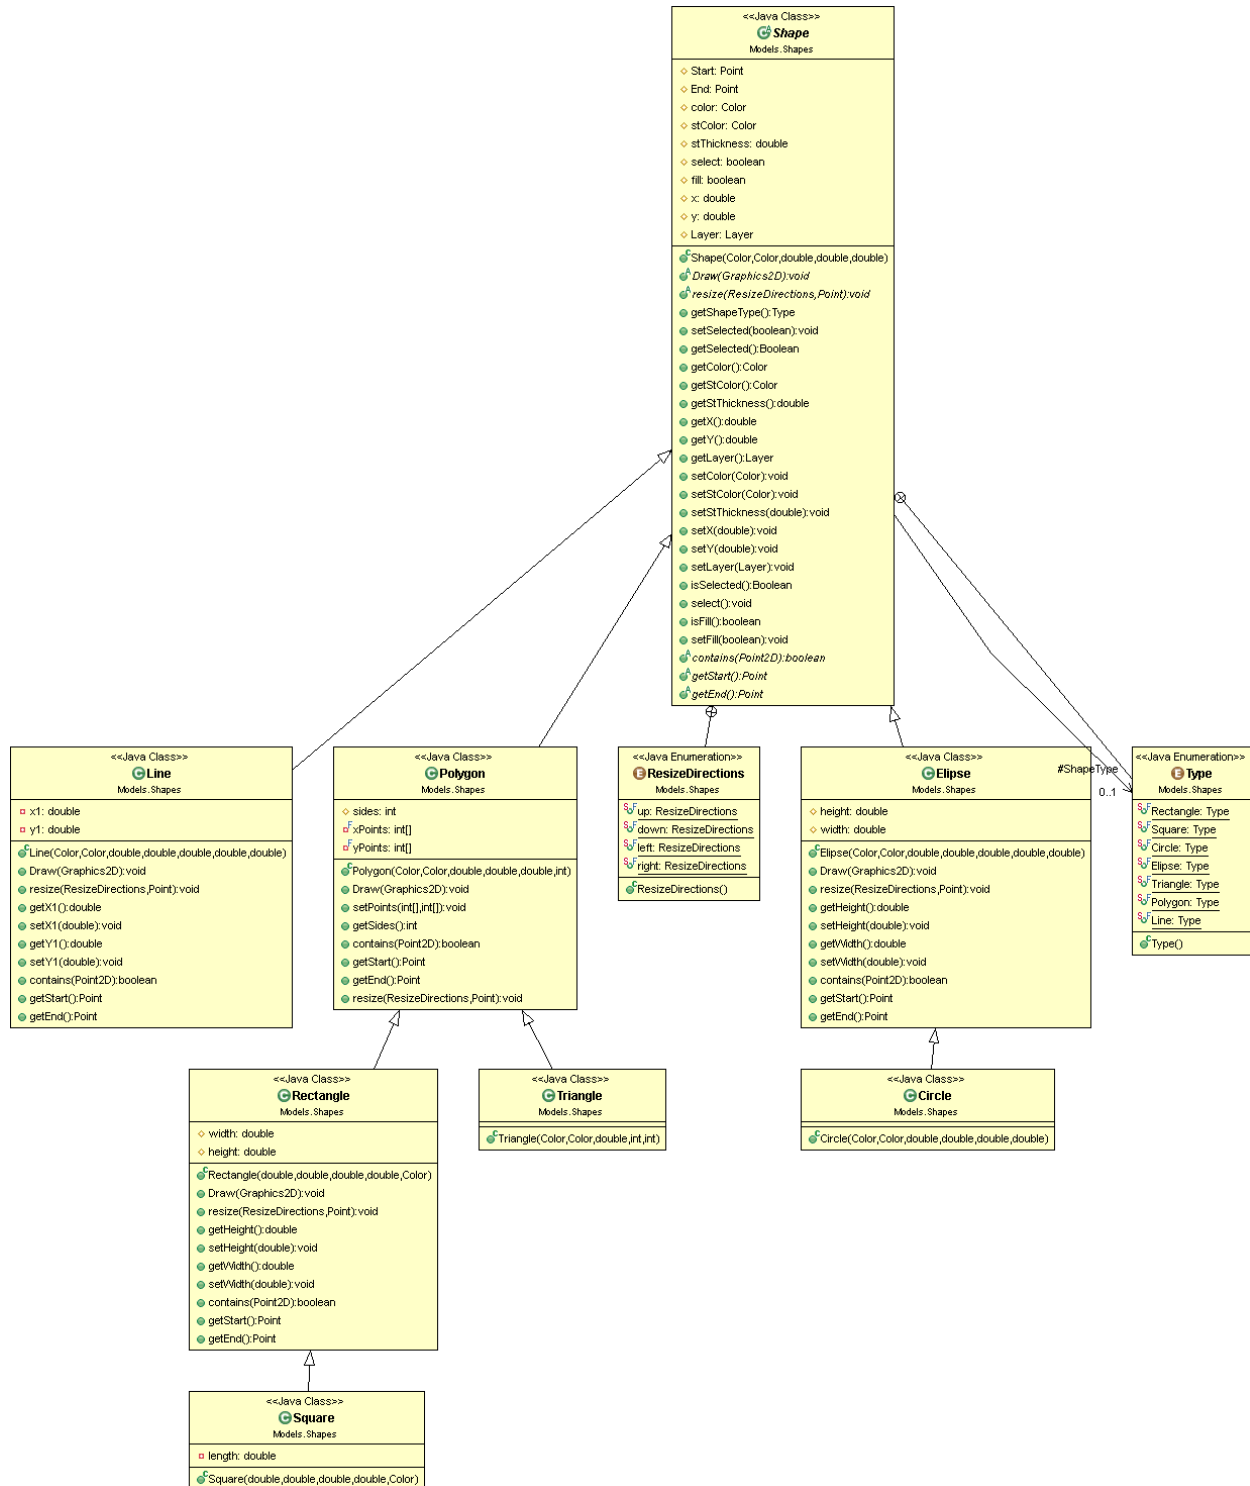 <<Java Class>>
Shape
Models.Shapes
Start: Point
End: Point
color: Color
stColor: Color
stThickness: double
select: boolean
fill: boolean
x: double
y: double
Layer: Layer
Shape(Color,Color,double,double,double)
Draw(Graphics2D):void
resize(ResizeDirections,Point):void
getShapeType():Type
setSelected(boolean):void
getSelected():Boolean
getColor():Color
getStColor():Color
getStThickness():double
getX():double
getY():double
getLayer():Layer
setColor(Color):void
setStColor(Color):void
setStThickness(double):void
setX(double):void
setY(double):void
setLayer(Layer):void
isSelected():Boolean
select():void
isFill():boolean
setFill(boolean):void
contains(Point2D):boolean
getStart():Point
getEnd():Point
<<Java Class>>
Line
Models.Shapes
x1: double
y1: double
Line(Color,Color,double,double,double,double,double)
Draw(Graphics2D):void
resize(ResizeDirections,Point):void
getX1():double
setX1(double):void
getY1():double
setY1(double):void
contains(Point2D):boolean
getStart():Point
getEnd():Point
<<Java Class>>
Polygon
Models.Shapes
sides: int
xPoints: int[]
yPoints: int[]
Polygon(Color,Color,double,double,double,int)
Draw(Graphics2D):void
setPoints(int[],int[]):void
getSides():int
contains(Point2D):boolean
getStart():Point
getEnd():Point
resize(ResizeDirections,Point):void
<<Java Enumeration>>
ResizeDirections
Models.Shapes
up: ResizeDirections
down: ResizeDirections
left: ResizeDirections
right: ResizeDirections
ResizeDirections()
<<Java Class>>
Elipse
Models.Shapes
height: double
width: double
Elipse(Color,Color,double,double,double,double,double)
Draw(Graphics2D):void
resize(ResizeDirections,Point):void
getHeight():double
setHeight(double):void
getWidth():double
setWidth(double):void
contains(Point2D):boolean
getStart():Point
getEnd():Point
#ShapeType
0..1
<<Java Enumeration>>
Type
Models.Shapes
Rectangle: Type
Square: Type
Circle: Type
Elipse: Type
Triangle: Type
Polygon: Type
Line: Type
Type()
<<Java Class>>
Rectangle
Models.Shapes
width: double
height: double
Rectangle(double,double,double,double,Color)
Draw(Graphics2D):void
resize(ResizeDirections,Point):void
getHeight():double
setHeight(double):void
getWidth():double
setWidth(double):void
contains(Point2D):boolean
getStart():Point
getEnd():Point
<<Java Class>>
Triangle
Models.Shapes
Triangle(Color,Color,double,int,int)
<<Java Class>>
Circle
Models.Shapes
Circle(Color,Color,double,double,double,double)
<<Java Class>>
Square
Models.Shapes
length: double
Square(double,double,double,double,Color)